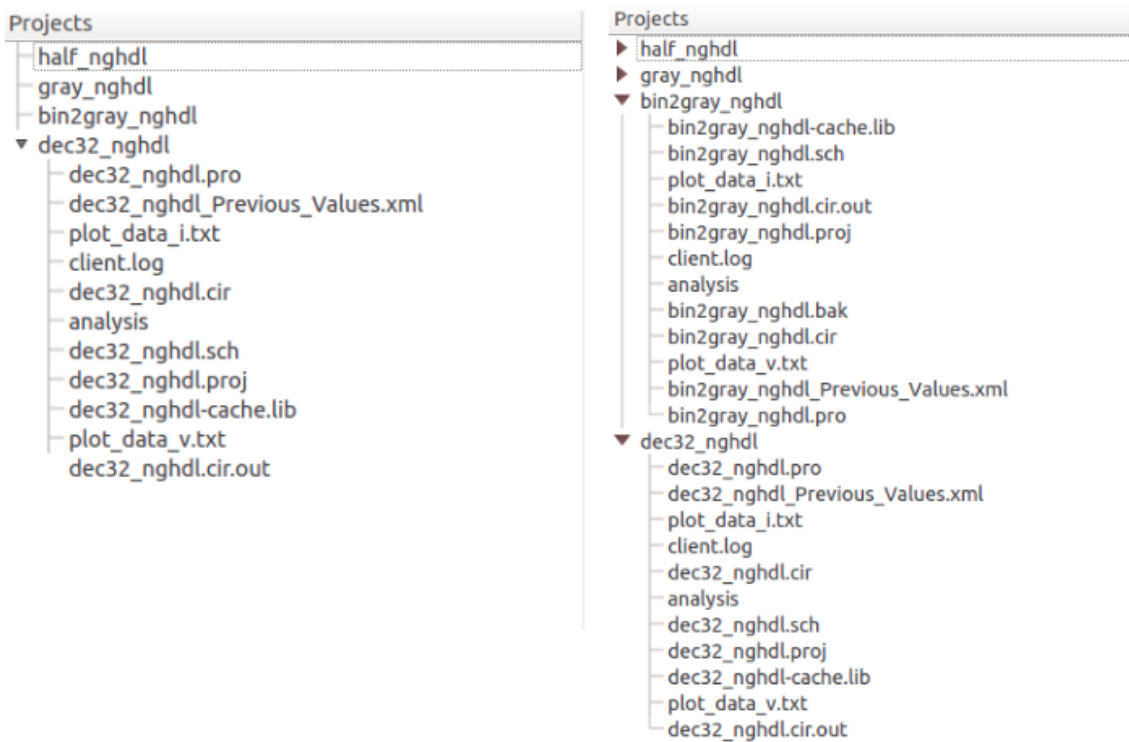 Projects
half_nghdl
gray_nghdl
bin2gray_nghdl
dec32_nghdl
dec32_nghdl.pro
dec32_nghdl_Previous_Values.xml
plot_data_i.txt
client.log
dec32_nghdl.cir
analysis
dec32_nghdl.sch
dec32_nghdl.proj
dec32_nghdl-cache.lib
plot_data_v.txt
dec32_nghdl.cir.out
Projects
half_nghdl
gray_nghdl
bin2gray_nghdl
bin2gray_nghdl-cache.lib
bin2gray_nghdl.sch
plot_data_i.txt
bin2gray_nghdl.cir.out
bin2gray_nghdl.proj
client.log
analysis
bin2gray_nghdl.bak
bin2gray_nghdl.cir
plot_data_v.txt
bin2gray_nghdl_Previous_Values.xml
bin2gray_nghdl.pro
dec32_nghdl
dec32_nghdl.pro
dec32_nghdl_Previous_Values.xml
plot_data_i.txt
client.log
dec32_nghdl.cir
analysis
dec32_nghdl.sch
dec32_nghdl.proj
dec32_nghdl-cache.lib
plot_data_v.txt
dec32_nghdl.cir.out